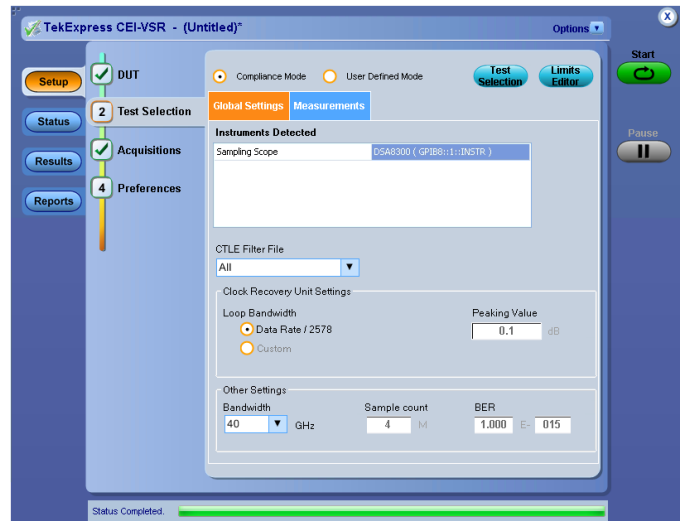 TekExpress CEI-VSR - (Untitled)*
Options
x
Start
Pause
Setup
Status
Results
Reports
DUT
2 Test Selection
Acquisitions
4 Preferences
Compliance Mode
User Defined Mode
Test Selection
Limits Editor
Global Settings
Measurements
Instruments Detected
Sampling Scope
DSA8300 ( GPIB8::1::INSTR )
CTLE Filter File
All
Clock Recovery Unit Settings
Loop Bandwidth
Data Rate / 2578
Custom
Peaking Value
0.1 dB
Other Settings
Bandwidth
40 GHz
Sample count
4 M
BER
1.000 E- 015
Status Completed.